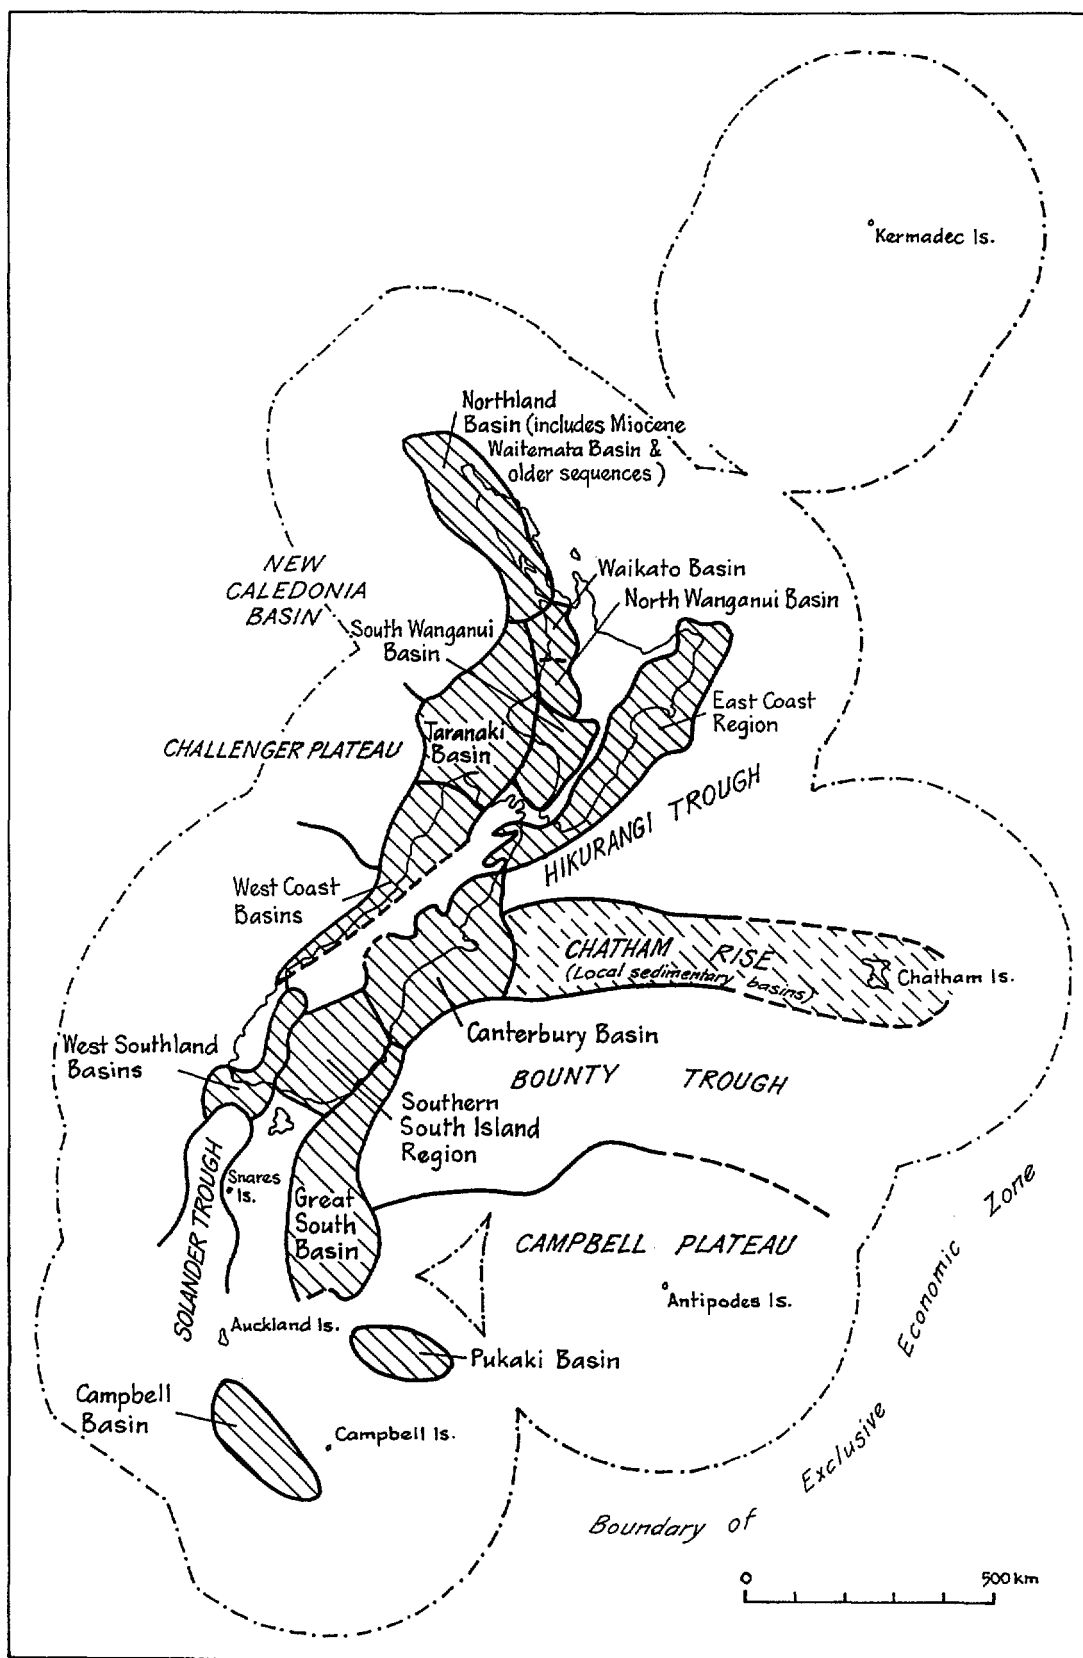 Kermadec Is.
Northland
Basin (includes Miocene
Waitemata Basin &
older sequences)
NEW
CALEDONIA
BASIN
Waikato Basin
North Wanganui Basin
South Wanganui
Basin
East Coast
Region
Taranaki
Basin
CHALLENGER PLATEAU
HIKURANGI TROUGH
West Coast
Basins
CHATHAM RISE
(Local sedimentary basins)
Chatham Is.
Canterbury Basin
West Southland
Basins
BOUNTY TROUGH
Southern
South Island
Region
Snares
Is.
Great
South
Basin
SOLANDER TROUGH
CAMPBELL PLATEAU
Antipodes Is.
Auckland Is.
Pukaki Basin
Campbell
Basin
Campbell Is.
Boundary of Exclusive Economic Zone
0 500 km